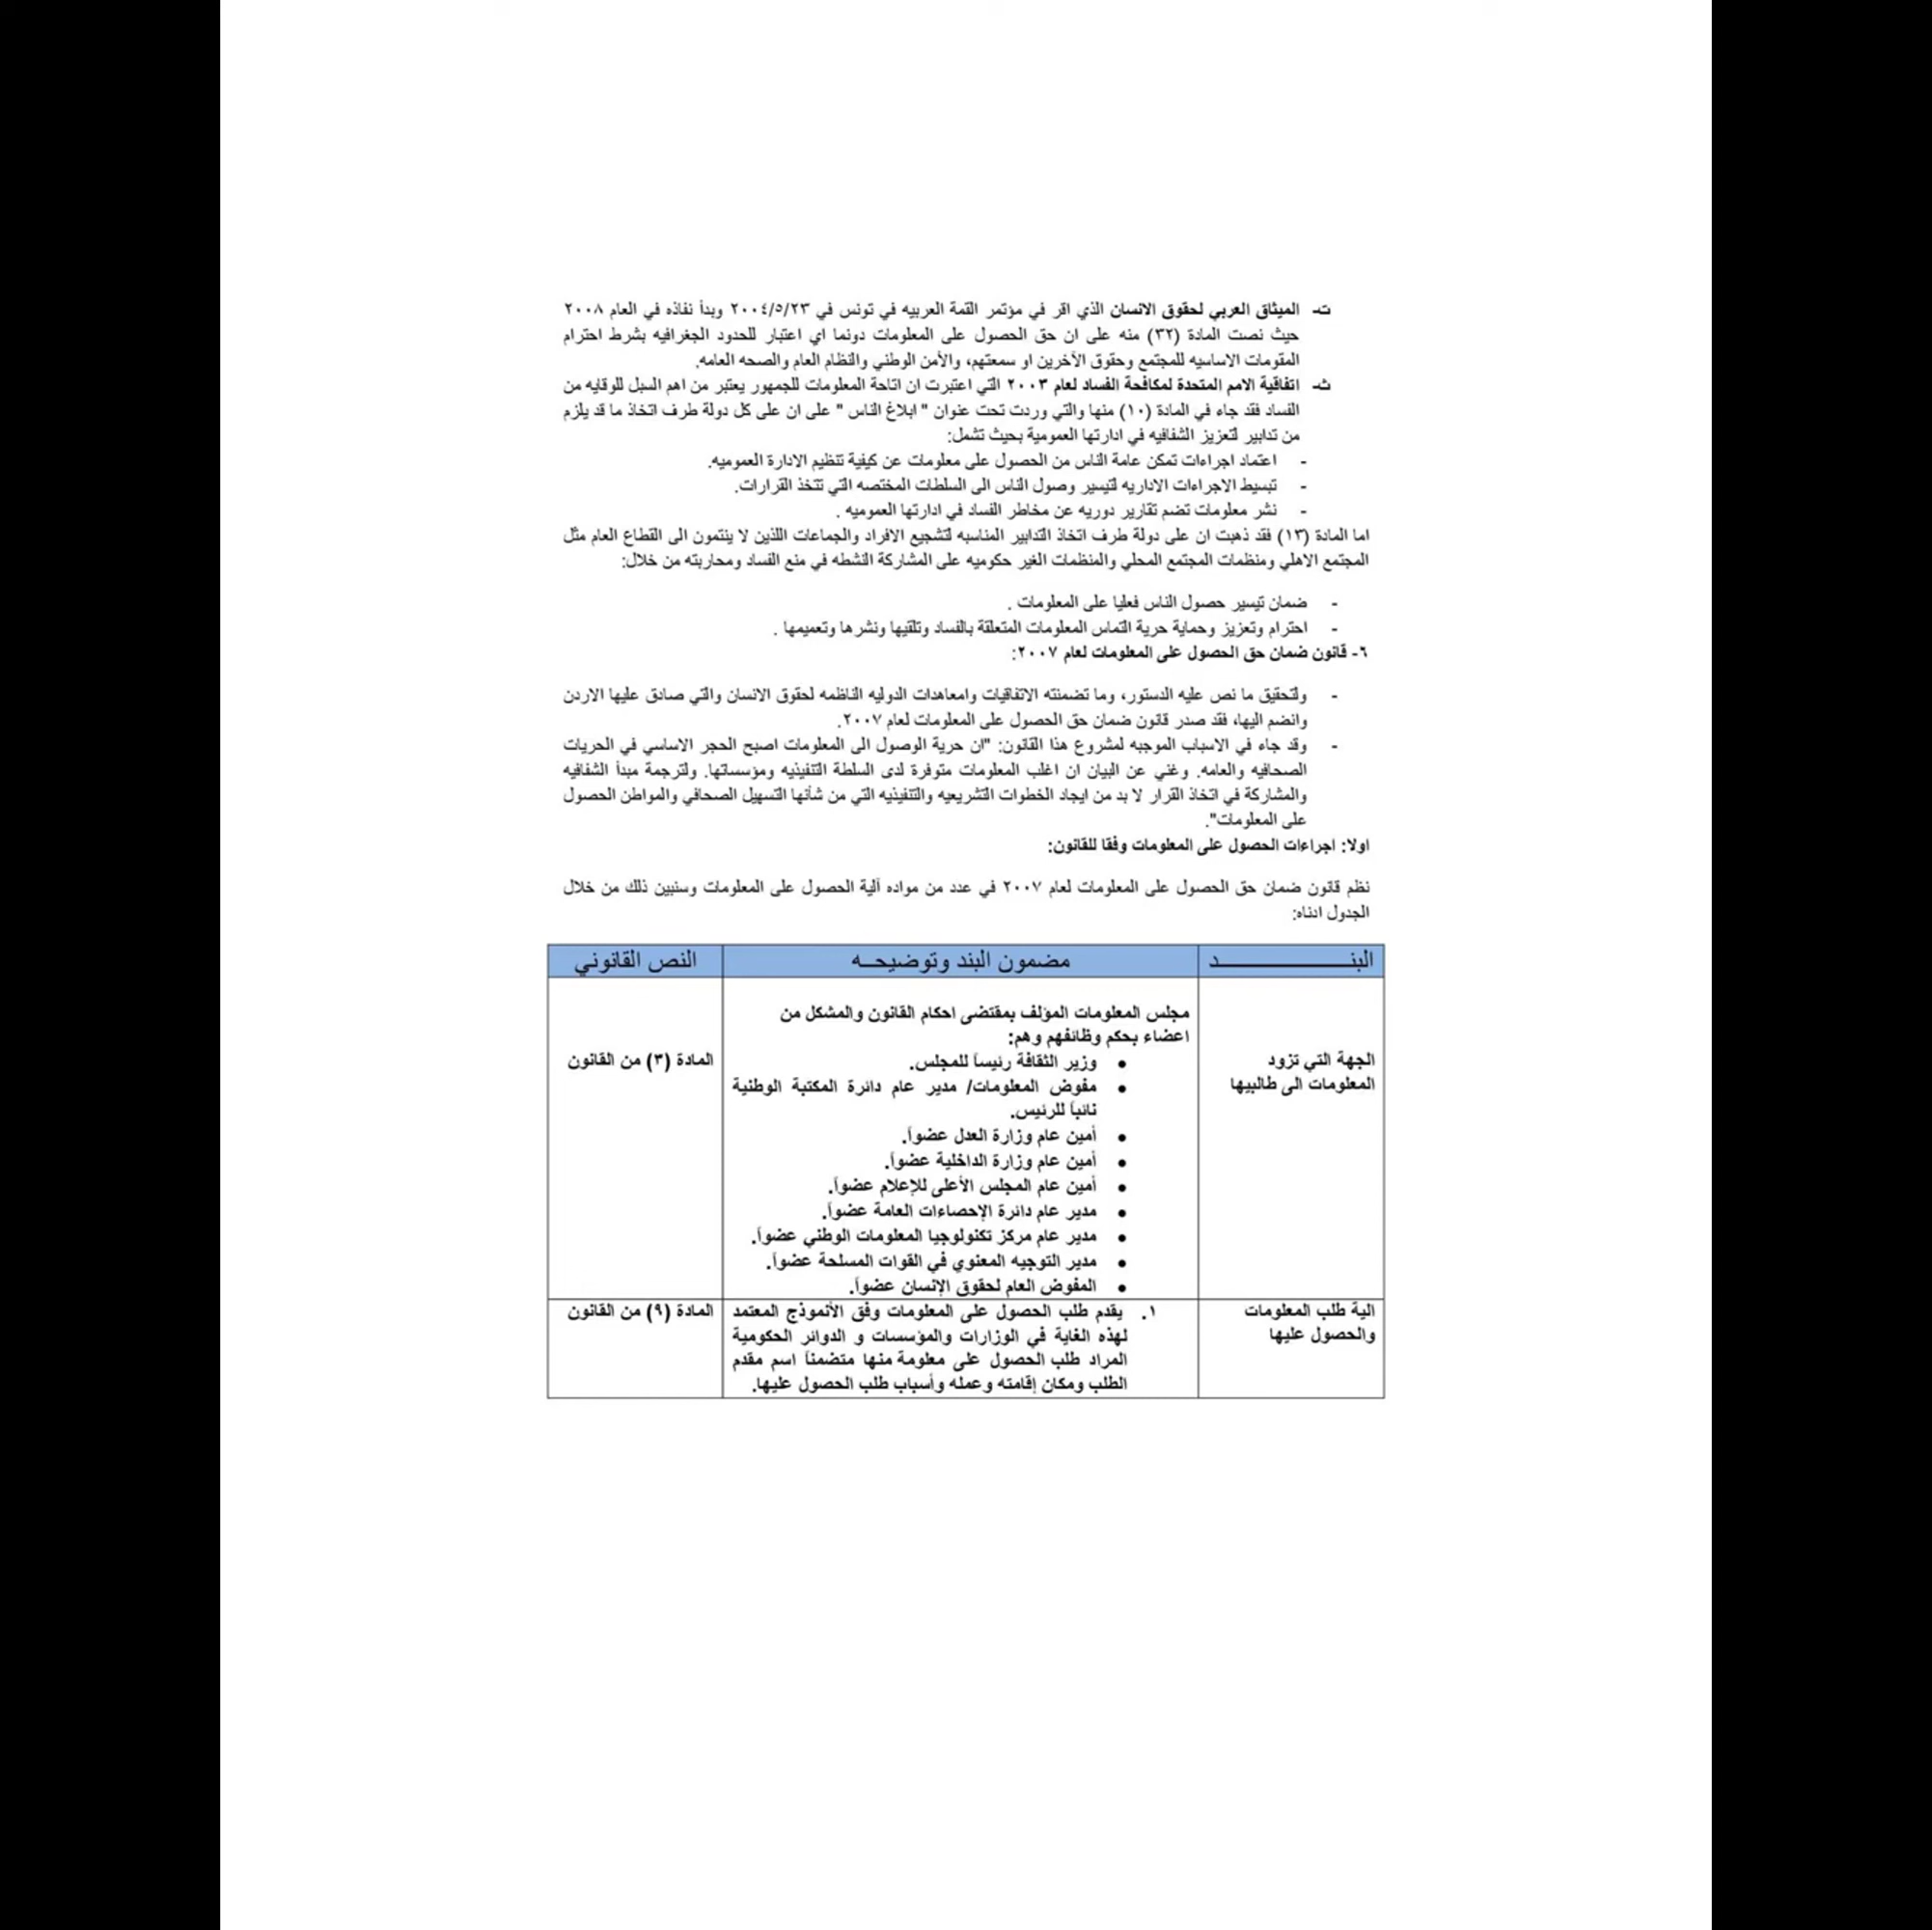 ت- الميثاق العربي لحقوق الانسان الذي اقر في مؤتمر القمة العربيه في تونس في ٢٠٠٤/٥/٢٣ وبدأ نفاذه في العام ٢٠٠٨
حيث نصت المادة (٣٢) منه على ان حق الحصول على المعلومات دونما اي اعتبار للحدود الجغرافيه بشرط احترام
المقومات الاساسيه للمجتمع وحقوق الآخرين او سمعتهم، والأمن الوطني والنظام العام والصحه العامه.
ث- اتفاقية الامم المتحدة لمكافحة الفساد لعام ٢٠٠٣ التي اعتبرت ان اتاحة المعلومات للجمهور يعتبر من اهم السبل للوقايه من
الفساد فقد جاء في المادة (١٠) منها والتي وردت تحت عنوان " ابلاغ الناس " على ان على كل دولة طرف اتخاذ ما قد يلزم
من تدابير لتعزيز الشفافيه في ادارتها العمومية بحيث تشمل:
- اعتماد اجراءات تمكن عامة الناس من الحصول على معلومات عن كيفية تنظيم الادارة العموميه.
- تبسيط الاجراءات الاداريه لتيسير وصول الناس الى السلطات المختصه التي تتخذ القرارات.
- نشر معلومات تضم تقارير دوريه عن مخاطر الفساد في ادارتها العموميه .
اما المادة (١٣) فقد ذهبت ان على دولة طرف اتخاذ التدابير المناسبه لتشجيع الافراد والجماعات اللذين لا ينتمون الى القطاع العام مثل
المجتمع الاهلي ومنظمات المجتمع المحلي والمنظمات الغير حكوميه على المشاركة النشطه في منع الفساد ومحاربته من خلال:
- ضمان تيسير حصول الناس فعليا على المعلومات .
- احترام وتعزيز وحماية حرية التماس المعلومات المتعلقة بالفساد وتلقيها ونشرها وتعميمها .
٦- قانون ضمان حق الحصول على المعلومات لعام ٢٠٠٧:
- ولتحقيق ما نص عليه الدستور، وما تضمنته الاتفاقيات وامعاهدات الدوليه الناظمه لحقوق الانسان والتي صادق عليها الاردن
وانضم اليها، فقد صدر قانون ضمان حق الحصول على المعلومات لعام ٢٠٠٧.
- وقد جاء في الاسباب الموجبه لمشروع هذا القانون: "ان حرية الوصول الى المعلومات اصبح الحجر الاساسي في الحريات
الصحافيه والعامه. وغني عن البيان ان اغلب المعلومات متوفرة لدى السلطة التنفيذيه ومؤسساتها. ولترجمة مبدأ الشفافيه
والمشاركة في اتخاذ القرار لا بد من ايجاد الخطوات التشريعيه والتنفيذيه التي من شأنها التسهيل الصحافي والمواطن الحصول
على المعلومات".
اولا: اجراءات الحصول على المعلومات وفقا للقانون:
نظم قانون ضمان حق الحصول على المعلومات لعام ٢٠٠٧ في عدد من مواده آلية الحصول على المعلومات وسنبين ذلك من خلال
الجدول ادناه:
البنــــــــــــد مضمون البند وتوضيحـه النص القانوني
مجلس المعلومات المؤلف بمقتضى احكام القانون والمشكل من
اعضاء بحكم وظائفهم وهم:
الجهة التي تزود • وزير الثقافة رئيساً للمجلس. المادة (٣) من القانون
المعلومات الى طالبيها • مفوض المعلومات/ مدير عام دائرة المكتبة الوطنية
نائباً للرئيس.
• أمين عام وزارة العدل عضواً.
• أمين عام وزارة الداخلية عضواً.
• أمين عام المجلس الأعلى للإعلام عضواً.
• مدير عام دائرة الإحصاءات العامة عضواً.
• مدير عام مركز تكنولوجيا المعلومات الوطني عضواً.
• مدير التوجيه المعنوي في القوات المسلحة عضواً.
• المفوض العام لحقوق الإنسان عضواً.
الية طلب المعلومات ١. يقدم طلب الحصول على المعلومات وفق الأنموذج المعتمد المادة (٩) من القانون
والحصول عليها لهذه الغاية في الوزارات والمؤسسات و الدوائر الحكومية
المراد طلب الحصول على معلومة منها متضمناً اسم مقدم
الطلب ومكان إقامته وعمله وأسباب طلب الحصول عليها.